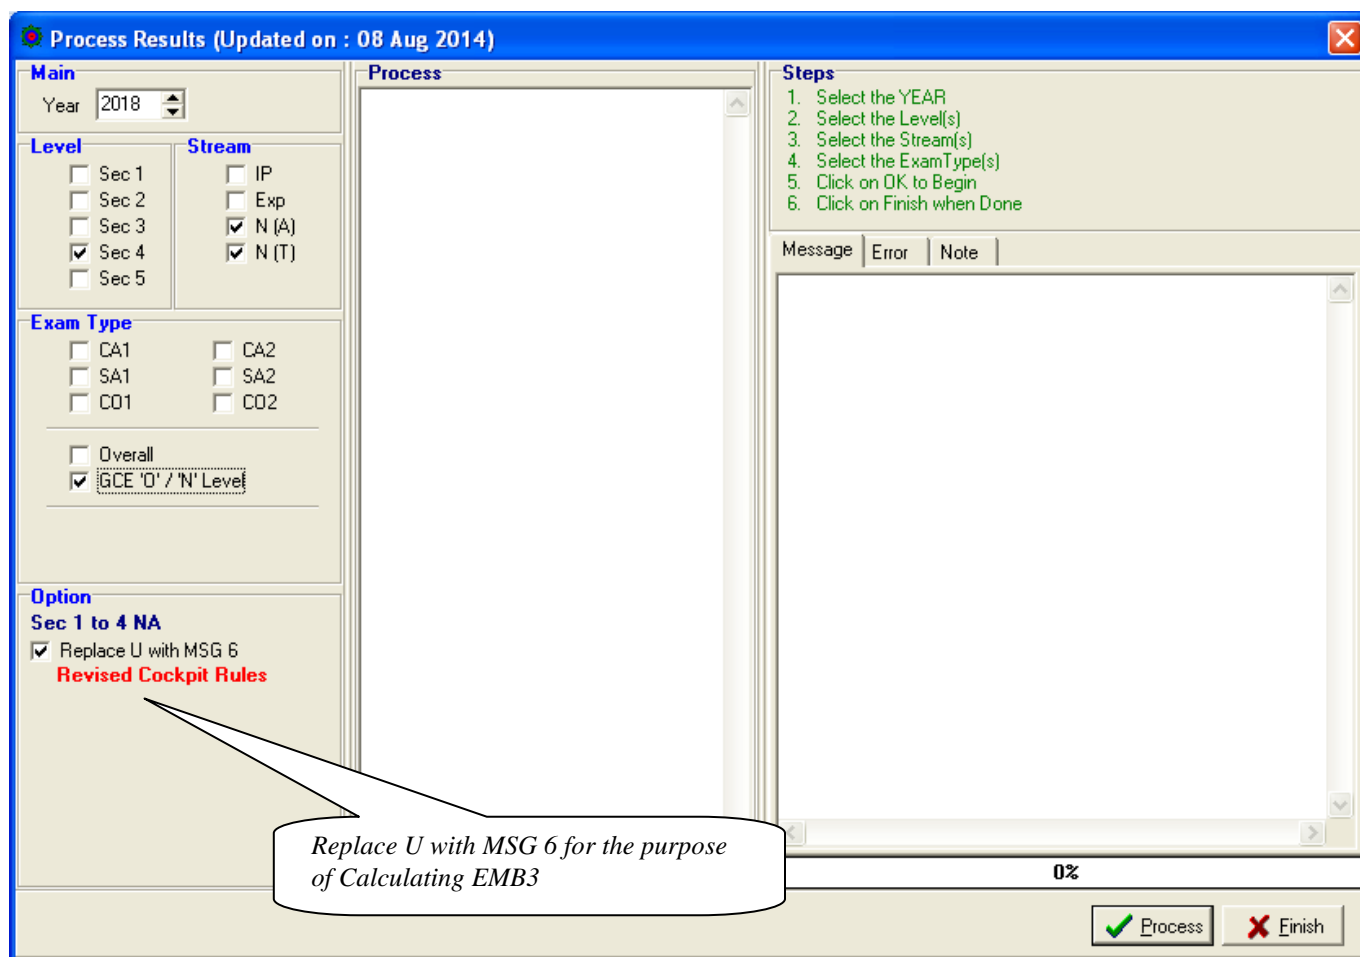 Process Results (Updated on : 08 Aug 2014)
Main
Year 2018
Level
Sec 1
Sec 2
Sec 3
Sec 4
Sec 5
Stream
IP
Exp
N (A)
N (T)
Exam Type
CA1 CA2
SA1 SA2
CO1 CO2
Overall
GCE 'O' / 'N' Level
Option
Sec 1 to 4 NA
Replace U with MSG 6
Revised Cockpit Rules
Process
Replace U with MSG 6 for the purpose
of Calculating EMB3
Steps
1. Select the YEAR
2. Select the Level(s)
3. Select the Stream(s)
4. Select the ExamType(s)
5. Click on OK to Begin
6. Click on Finish when Done
Message Error Note
0%
Process Finish